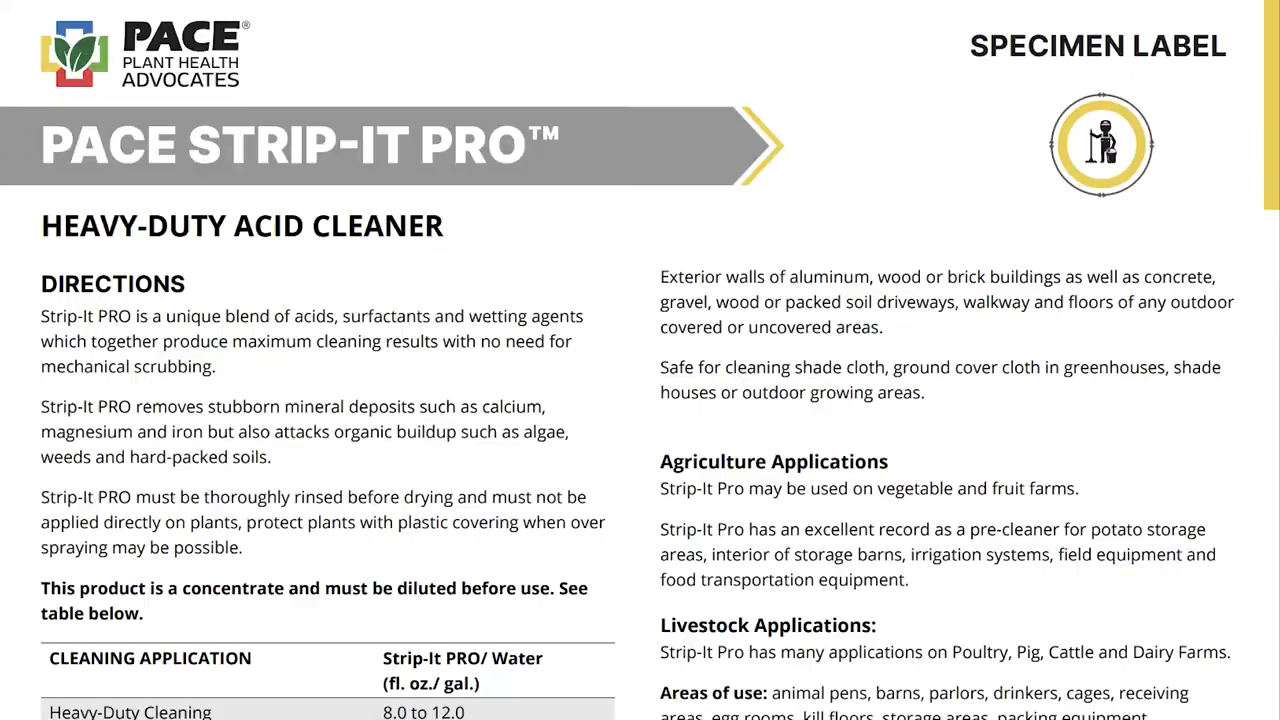 PACE®
PLANT HEALTH
ADVOCATES
SPECIMEN LABEL
PACE STRIP-IT PRO™
HEAVY-DUTY ACID CLEANER
DIRECTIONS
Strip-It PRO is a unique blend of acids, surfactants and wetting agents
which together produce maximum cleaning results with no need for
mechanical scrubbing.
Strip-It PRO removes stubborn mineral deposits such as calcium,
magnesium and iron but also attacks organic buildup such as algae,
weeds and hard-packed soils.
Strip-It PRO must be thoroughly rinsed before drying and must not be
applied directly on plants, protect plants with plastic covering when over
spraying may be possible.
This product is a concentrate and must be diluted before use. See
table below.
CLEANING APPLICATION Strip-It PRO/ Water
(fl. oz./ gal.)
Heavy-Duty Cleaning 8.0 to 12.0
Exterior walls of aluminum, wood or brick buildings as well as concrete,
gravel, wood or packed soil driveways, walkway and floors of any outdoor
covered or uncovered areas.
Safe for cleaning shade cloth, ground cover cloth in greenhouses, shade
houses or outdoor growing areas.
Agriculture Applications
Strip-It Pro may be used on vegetable and fruit farms.
Strip-It Pro has an excellent record as a pre-cleaner for potato storage
areas, interior of storage barns, irrigation systems, field equipment and
food transportation equipment.
Livestock Applications:
Strip-It Pro has many applications on Poultry, Pig, Cattle and Dairy Farms.
Areas of use: animal pens, barns, parlors, drinkers, cages, receiving
areas, egg rooms, kill floors, storage areas, packing equipment